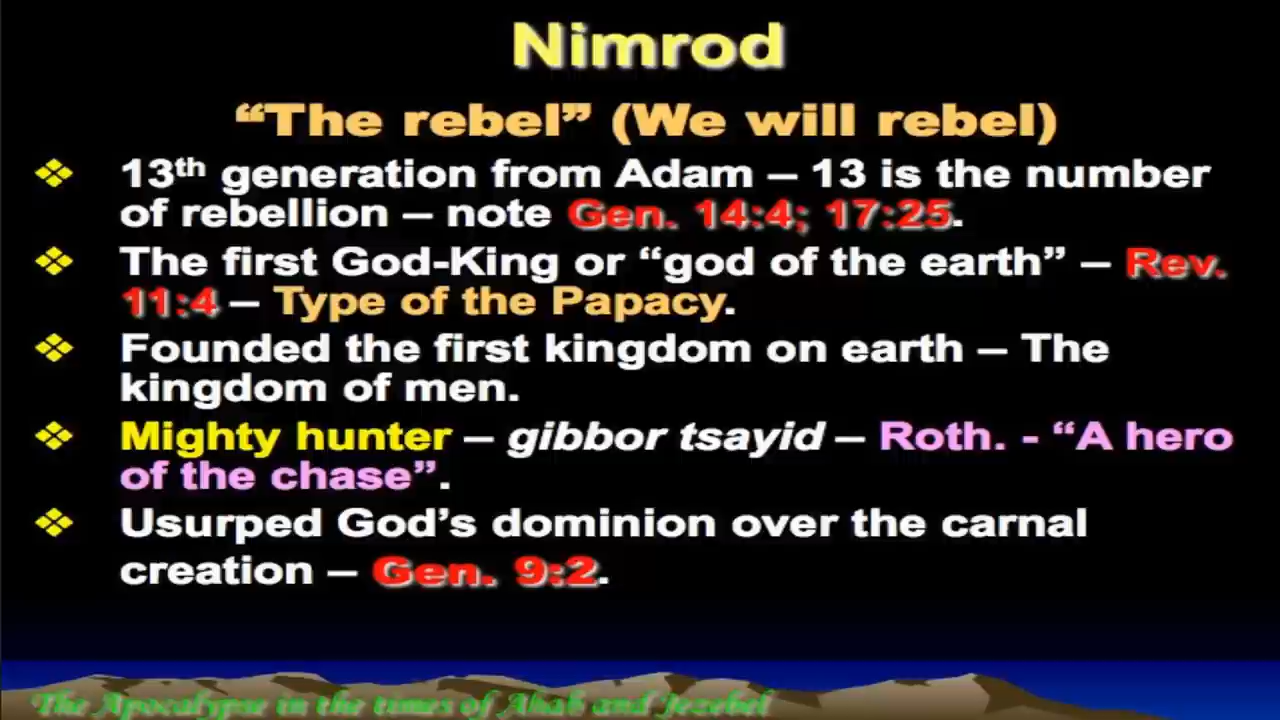 Nimrod
“The rebel” (We will rebel)
❖ 13th generation from Adam – 13 is the number
of rebellion – note Gen. 14:4; 17:25.
❖ The first God-King or “god of the earth” – Rev.
11:4 – Type of the Papacy.
❖ Founded the first kingdom on earth – The
kingdom of men.
❖ Mighty hunter – gibbor tsayid – Roth. - “A hero
of the chase”.
❖ Usurped God’s dominion over the carnal
creation – Gen. 9:2.
The Apocalypse in the times of Ahab and Jezebel